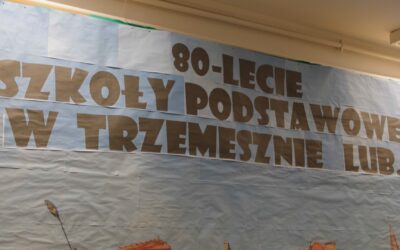 80-LECIE
SZKOŁY PODSTAWOWE
W TRZEMESZNIE LUB.